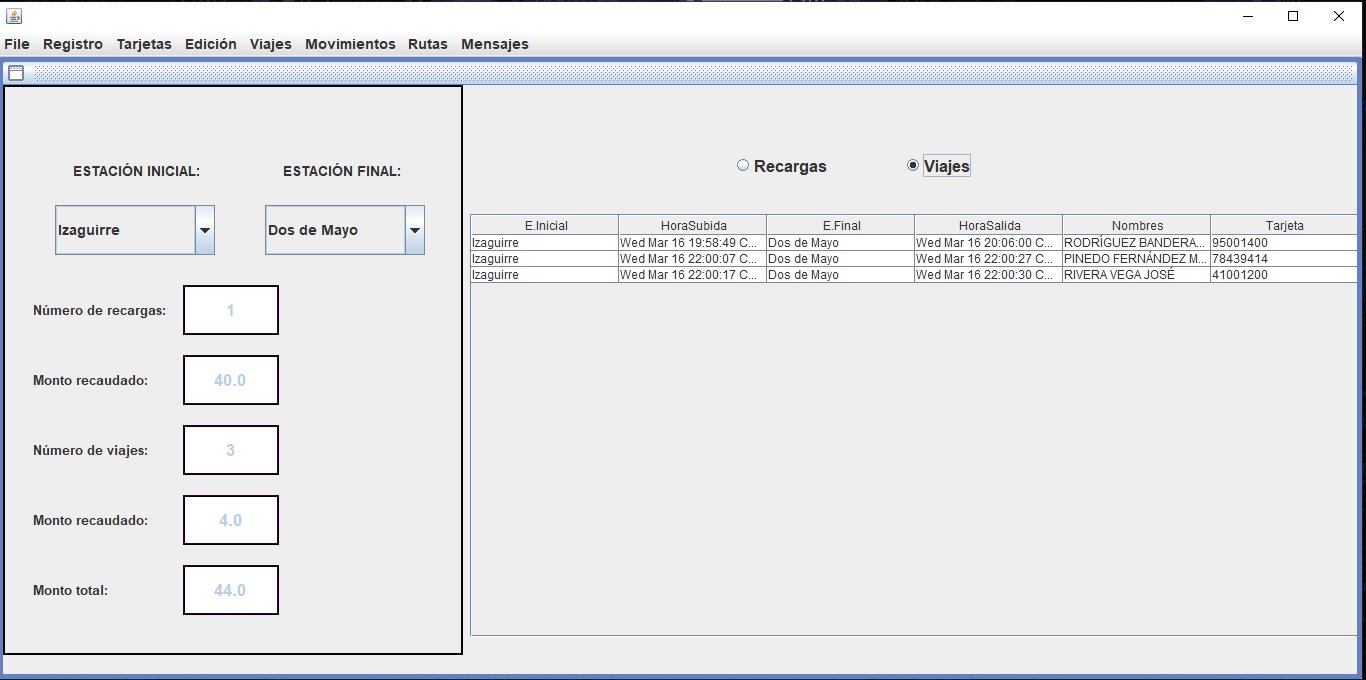 File Registro Tarjetas Edición Viajes Movimientos Rutas Mensajes
ESTACIÓN INICIAL: ESTACIÓN FINAL:
Izaguirre Dos de Mayo
Número de recargas: 1
Monto recaudado: 40.0
Número de viajes: 3
Monto recaudado: 4.0
Monto total: 44.0
Recargas Viajes
E.Inicial HoraSubida E.Final HoraSalida Nombres Tarjeta
Izaguirre Wed Mar 16 19:58:49 C... Dos de Mayo Wed Mar 16 20:06:00 C... RODRÍGUEZ BANDERA... 95001400
Izaguirre Wed Mar 16 22:00:07 C... Dos de Mayo Wed Mar 16 22:00:27 C... PINEDO FERNÁNDEZ M... 78439414
Izaguirre Wed Mar 16 22:00:17 C... Dos de Mayo Wed Mar 16 22:00:30 C... RIVERA VEGA JOSÉ 41001200